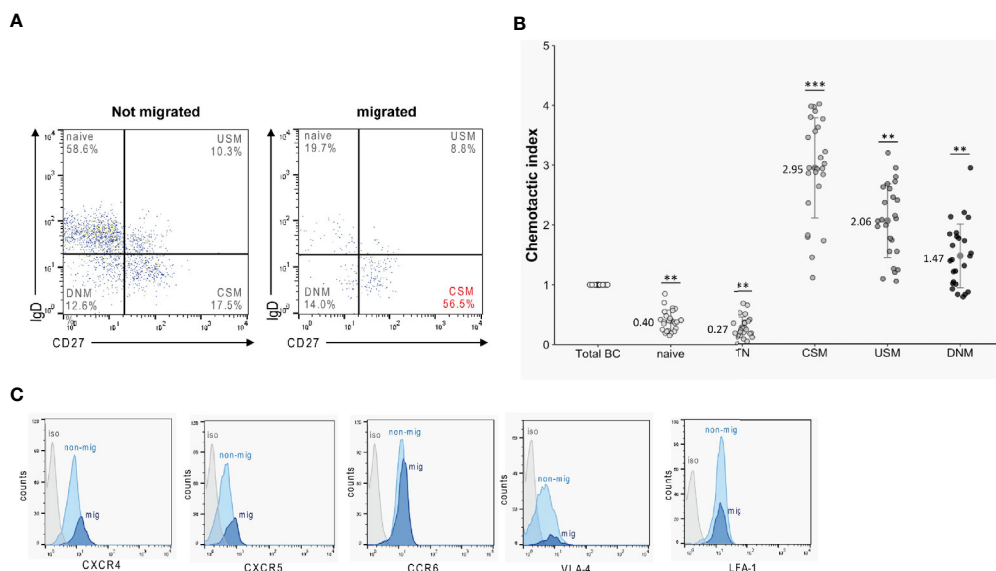 A
Not migrated
migrated
naive
58.6%
USM
10.3%
DNM
12.6%
CSM
17.5%
IgD
CD27
naive
19.7%
USM
8.8%
DNM
14.0%
CSM
56.5%
IgD
CD27
B
Chemotactic index
5
4
3
2
1
0
**
0.40
**
0.27
***
2.95
**
2.06
**
1.47
Total BC
naive
TN
CSM
USM
DNM
C
counts
iso
non-mig
mig
CXCR4
counts
iso
non-mig
mig
CXCR5
counts
iso
non-mig
mig
CCR6
counts
iso
non-mig
mig
VLA-4
counts
iso
non-mig
mig
LFA-1